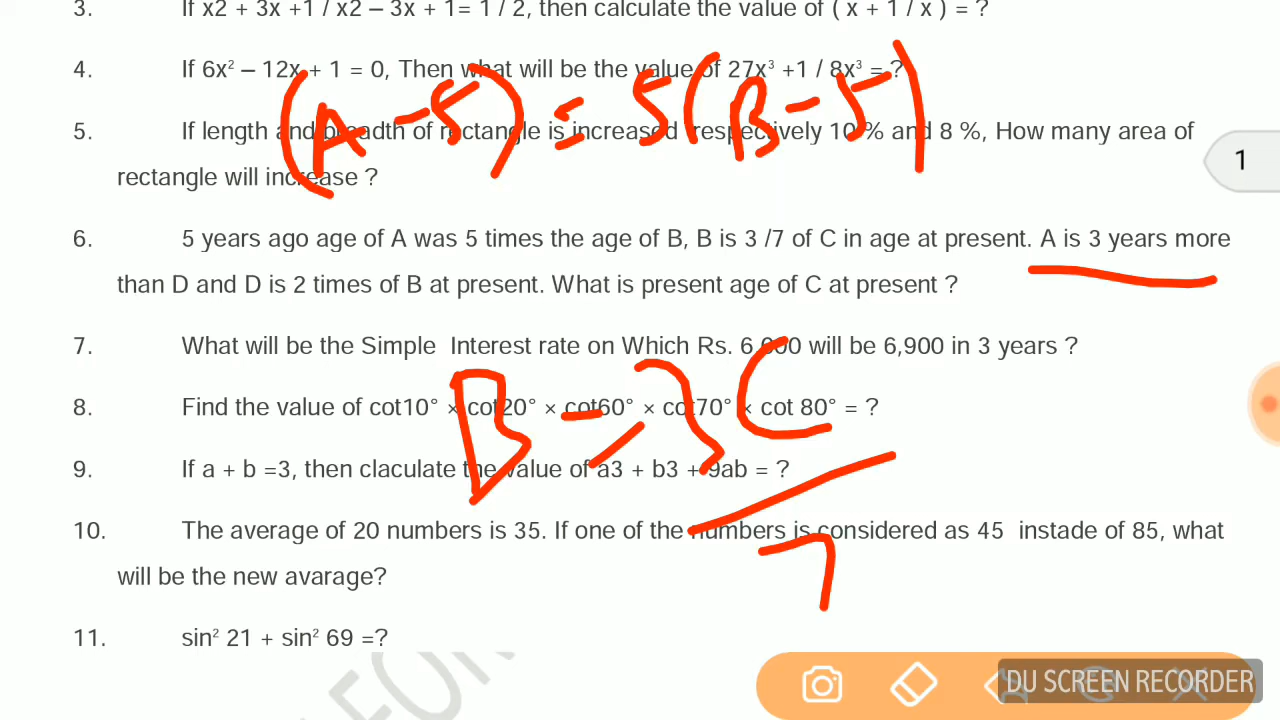 3. If x2 + 3x +1 / x2 – 3x + 1= 1 / 2, then calculate the value of ( x + 1 / x ) = ?
4. If 6x² – 12x + 1 = 0, Then what will be the value of 27x³ +1 / 8x³ = ?
(A – 5) = 5(B – 5)
5. If length and breadth of rectangle is increased respectively 10 % and 8 %, How many area of
rectangle will increase ?
1
6. 5 years ago age of A was 5 times the age of B, B is 3 /7 of C in age at present. A is 3 years more
than D and D is 2 times of B at present. What is present age of C at present ?
7. What will be the Simple Interest rate on Which Rs. 6,000 will be 6,900 in 3 years ?
8. Find the value of cot10° × cot20° × cot60° × cot70° × cot 80° = ?
B = 3C
7
9. If a + b =3, then claculate the value of a3 + b3 + 9ab = ?
10. The average of 20 numbers is 35. If one of the numbers is considered as 45 instade of 85, what
will be the new avarage?
11. sin² 21 + sin² 69 =?
DU SCREEN RECORDER